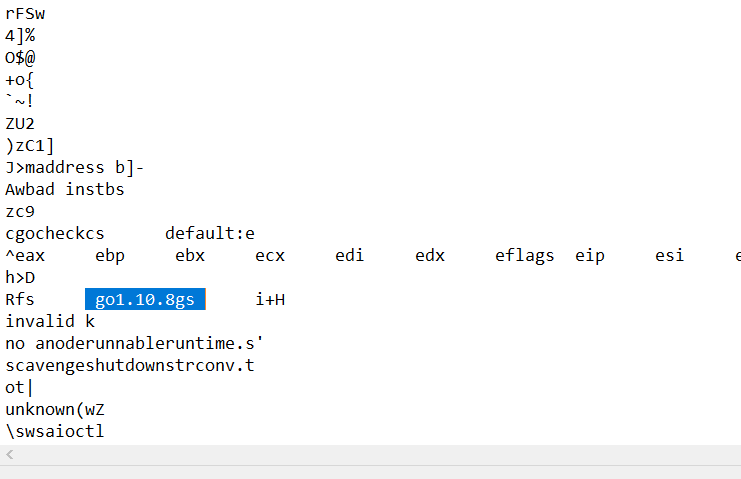 rFSw
4]%
O$@
+o{
`~!
ZU2
)zC1]
J>maddress b]-
Awbad instbs
zc9
cgocheckcs      default:e
^eax     ebp     ebx     ecx     edi     edx     eflags  eip     esi     e
h>D
Rfs      go1.10.8gs      i+H
invalid k
no anoderunnableruntime.s'
scavengeshutdownstrconv.t
ot|
unknown(wZ
\swsaioctl